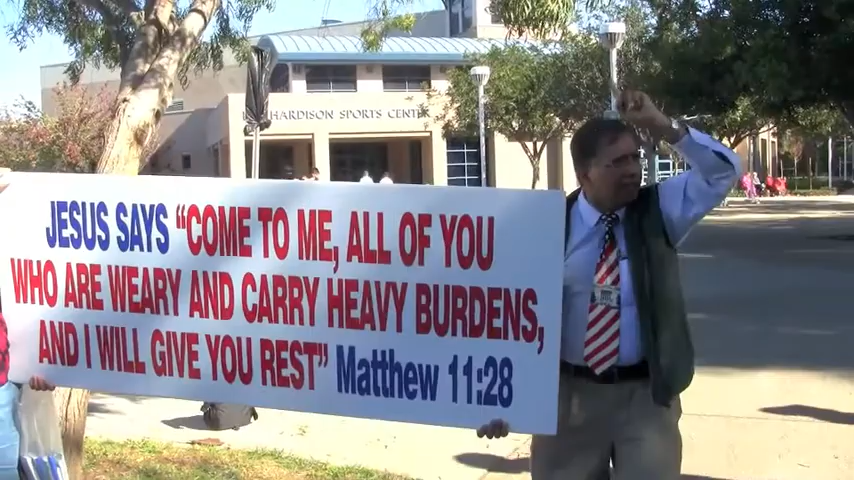 HARDISON SPORTS CENTER
JESUS SAYS “COME TO ME, ALL OF YOU
WHO ARE WEARY AND CARRY HEAVY BURDENS,
AND I WILL GIVE YOU REST” Matthew 11:28